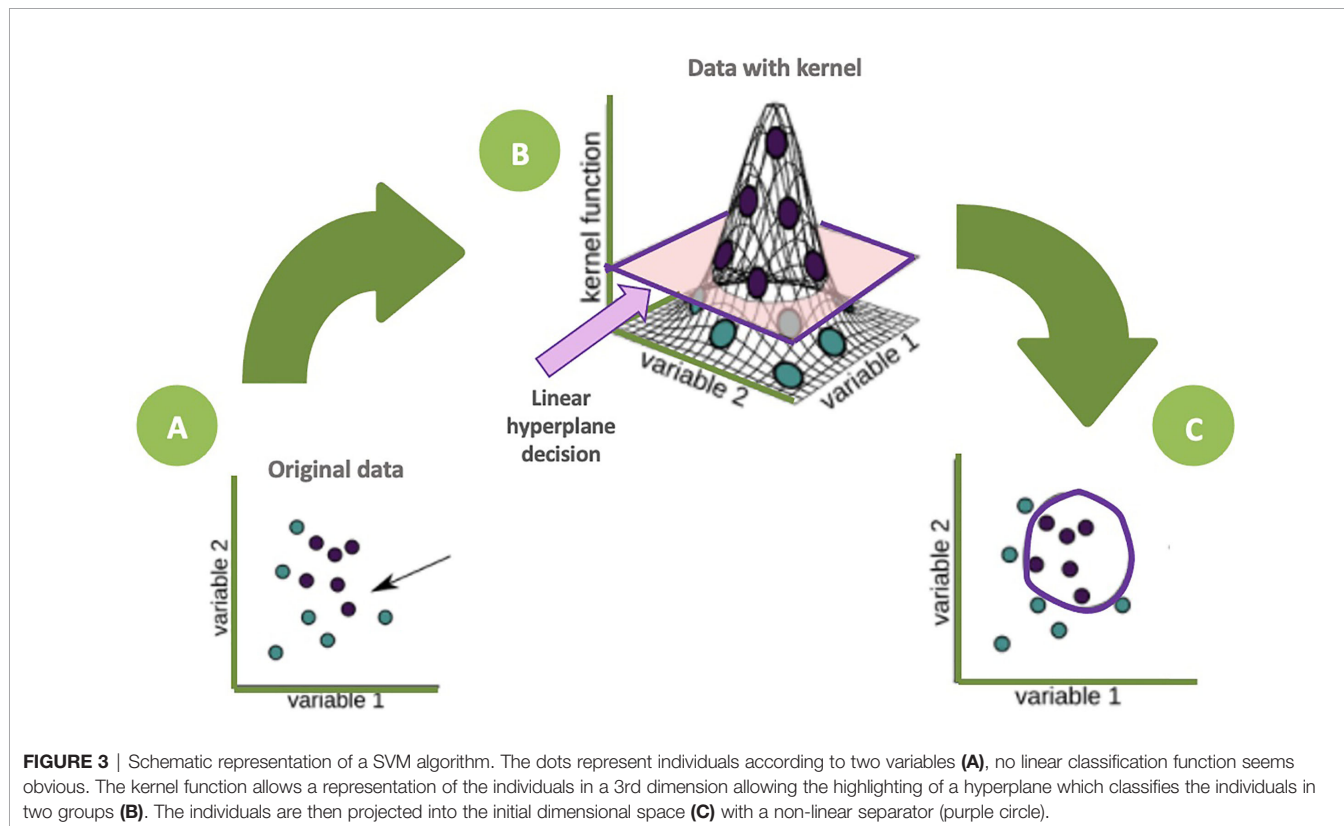 Data with kernel
B
kernel function
variable 2
variable 1
Linear
hyperplane
decision
A
Original data
variable 2
variable 1
C
variable 2
variable 1
FIGURE 3 | Schematic representation of a SVM algorithm. The dots represent individuals according to two variables (A), no linear classification function seems
obvious. The kernel function allows a representation of the individuals in a 3rd dimension allowing the highlighting of a hyperplane which classifies the individuals in
two groups (B). The individuals are then projected into the initial dimensional space (C) with a non-linear separator (purple circle).